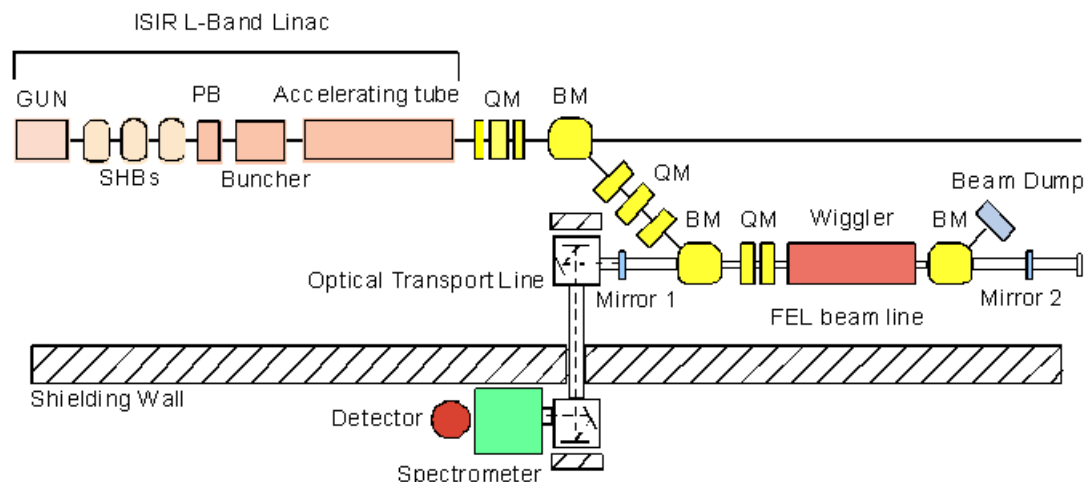 ISIR L-Band Linac
GUN
PB
Accelerating tube
QM
BM
SHBs
Buncher
QM
Beam Dump
BM
QM
Wiggler
BM
Optical Transport Line
Mirror 1
Mirror 2
FEL beam line
Shielding Wall
Detector
Spectrometer